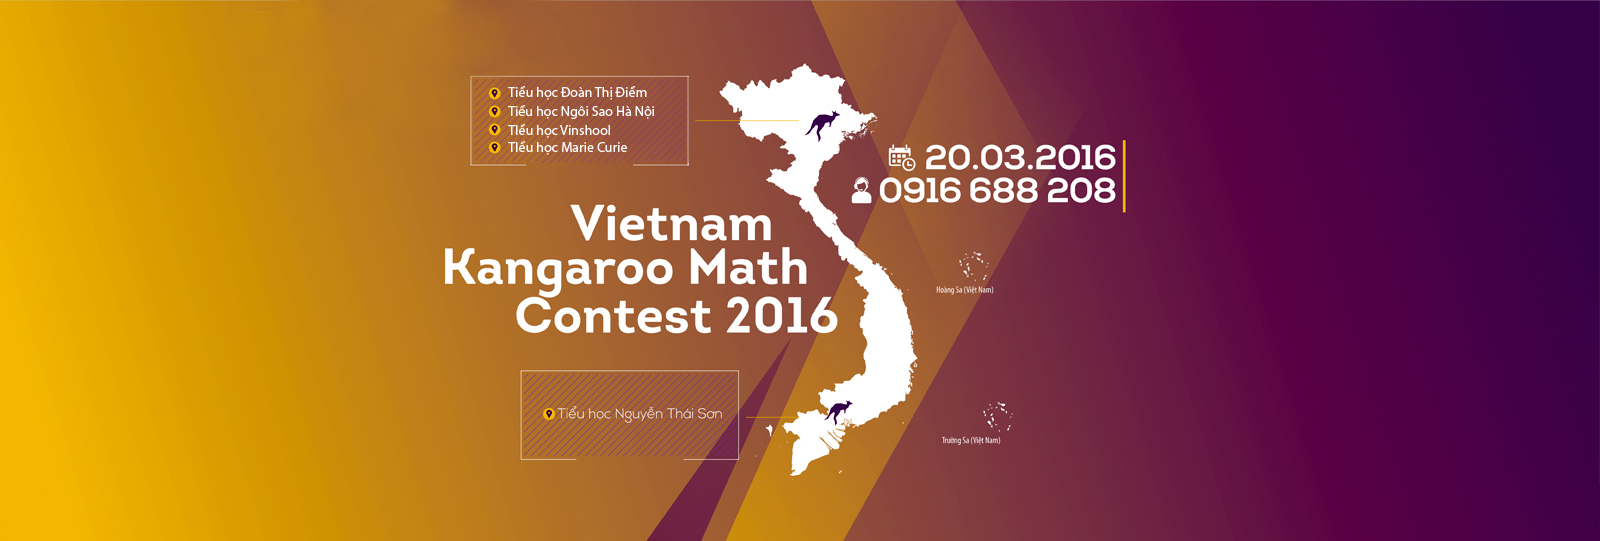 Tiểu học Đoàn Thị Điểm
Tiểu học Ngôi Sao Hà Nội
TIểu học Vinshool
TIểu học Marie Curie
20.03.2016
0916 688 208
Vietnam
Kangaroo Math
Contest 2016
Hoàng Sa (Việt Nam)
Tiểu học Nguyễn Thái Sơn
Trường Sa (Việt Nam)